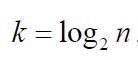 k = log₂ n,